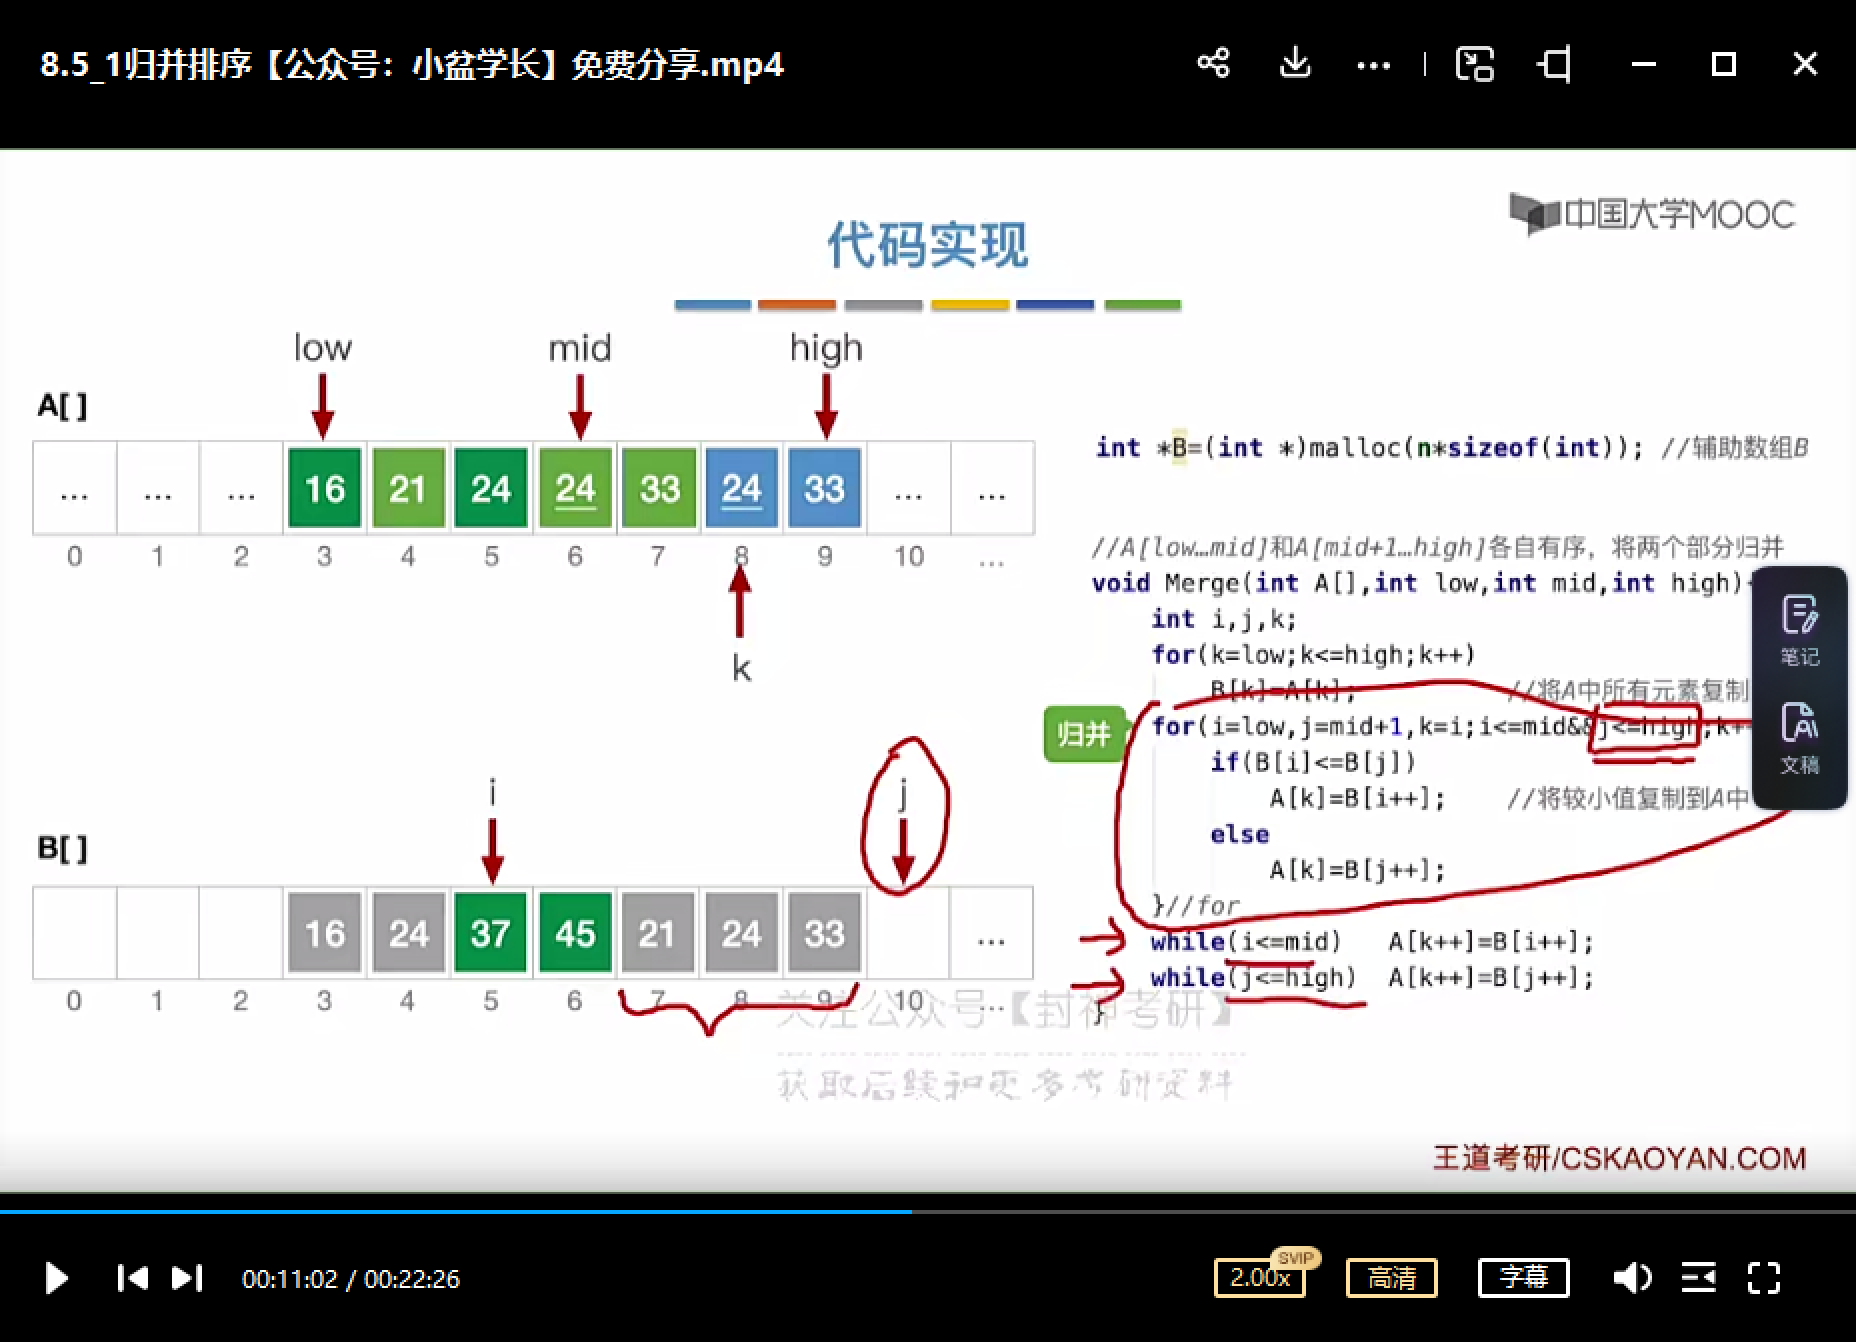 8.5_1归并排序【公众号：小盆学长】免费分享.mp4
中国大学MOOC
代码实现
low mid high
A[]
... ... ... 16 21 24 24 33 24 33 ... ...
0 1 2 3 4 5 6 7 8 9 10 ...
k
i j
B[]
16 24 37 45 21 24 33 ...
0 1 2 3 4 5 6 7 8 9 10 ...
int *B=(int *)malloc(n*sizeof(int)); //辅助数组B
//A[low…mid]和A[mid+1…high]各自有序，将两个部分归并
void Merge(int A[],int low,int mid,int high)
int i,j,k;
for(k=low;k<=high;k++)
B[k]=A[k]; //将A中所有元素复制
归并
for(i=low,j=mid+1,k=i;i<=mid&&j<=high;k+
if(B[i]<=B[j])
A[k]=B[i++]; //将较小值复制到A中
else
A[k]=B[j++];
}//for
while(i<=mid) A[k++]=B[i++];
while(j<=high) A[k++]=B[j++];
}
笔记
文稿
关注公众号【封神考研】
获取后续和更多考研资料
王道考研/CSKAOYAN.COM
00:11:02 / 00:22:26
2.00x SVIP 高清 字幕